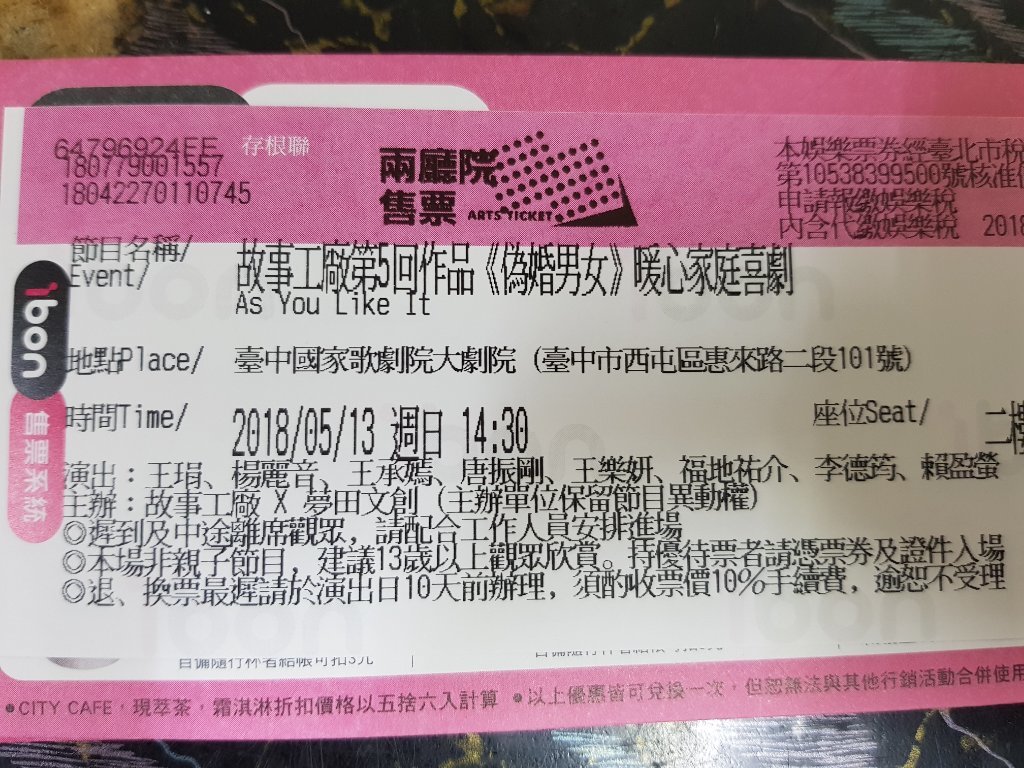 64796924EE 存根聯
180779001557
18042270110745
兩廳院
售票 ARTS TICKET
本娛樂票券經臺北市稅
第10538399500號核准
申請報繳娛樂稅
內含代繳娛樂稅 2018
節目名稱/ 故事工廠第5回作品《偽婚男女》暖心家庭喜劇
Event/ As You Like It
ibon
售票系統
地點Place/ 臺中國家歌劇院大劇院 (臺中市西屯區惠來路二段101號)
時間Time/ 2018/05/13 週日 14:30 座位Seat/ 二樓
演出：王琄、楊麗音、王承嫣、唐振剛、王樂妍、福地祐介、李德筠、賴盈螢
主辦：故事工廠 X 夢田文創 (主辦單位保留節目異動權)
◎遲到及中途離席觀眾，請配合工作人員安排進場
◎本場非親子節目，建議13歲以上觀眾欣賞。持優待票者請憑票券及證件入場
◎退、換票最遲請於演出日10天前辦理，須酌收票價10%手續費，逾恕不受理
自備隨行杯者結帳可扣3元
●CITY CAFE，現萃茶，霜淇淋折扣價格以五捨六入計算 ●以上優惠皆可兌換一次，但恕無法與其他行銷活動合併使用